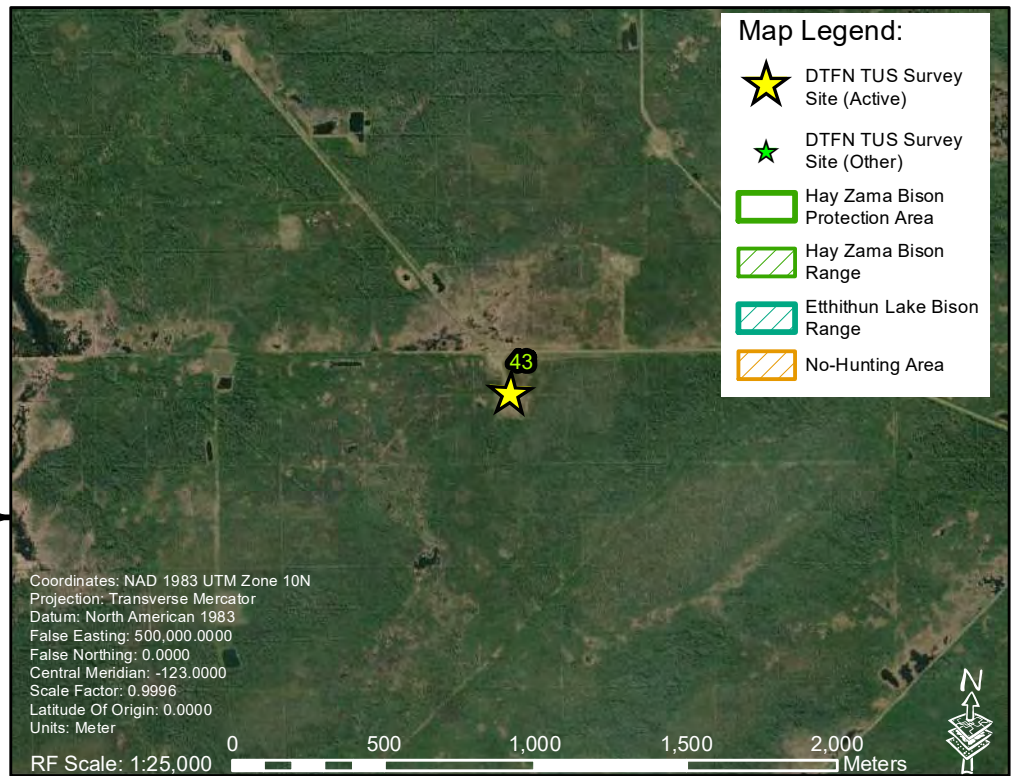 Map Legend:
DTFN TUS Survey
Site (Active)
DTFN TUS Survey
Site (Other)
Hay Zama Bison
Protection Area
Hay Zama Bison
Range
Etthithun Lake Bison
Range
No-Hunting Area
43
Coordinates: NAD 1983 UTM Zone 10N
Projection: Transverse Mercator
Datum: North American 1983
False Easting: 500,000.0000
False Northing: 0.0000
Central Meridian: -123.0000
Scale Factor: 0.9996
Latitude Of Origin: 0.0000
Units: Meter
RF Scale: 1:25,000
0 500 1,000 1,500 2,000
Meters
N